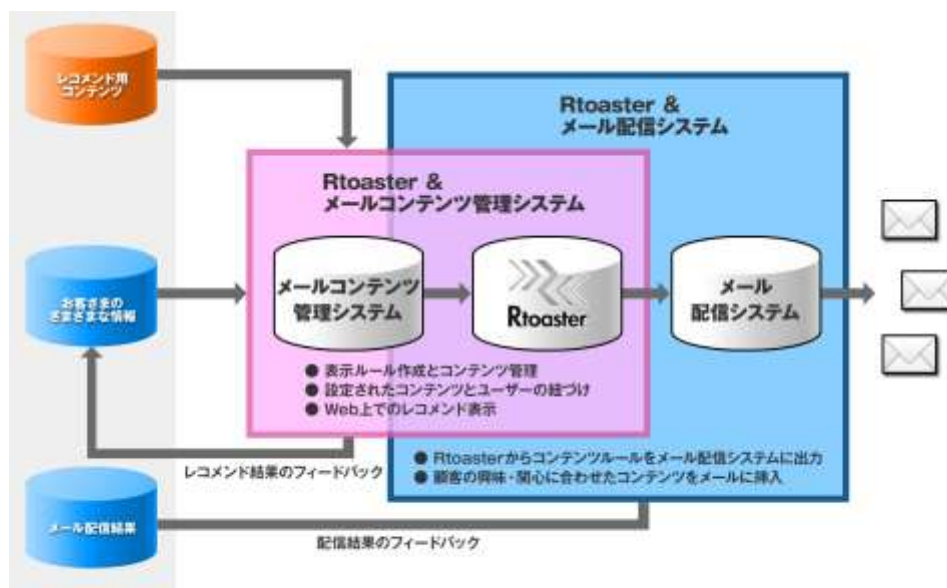 レコメンド用
コンテンツ
Rtoaster &
メール配信システム
Rtoaster &
メールコンテンツ管理システム
お客さまの
さまざまな情報
メールコンテンツ
管理システム
Rtoaster
メール
配信システム
● 表示ルール作成とコンテンツ管理
● 設定されたコンテンツとユーザーの紐づけ
● Web上でのレコメンド表示
● Rtoasterからコンテンツルールをメール配信システムに出力
● 顧客の興味・関心に合わせたコンテンツをメールに挿入
レコメンド結果のフィードバック
メール配信結果
配信結果のフィードバック